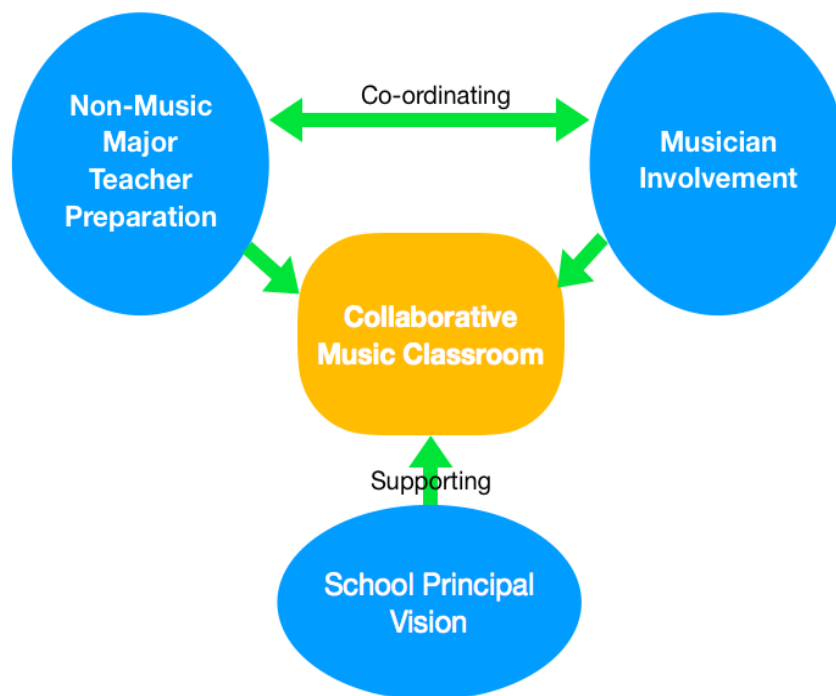 Co-ordinating
Non-Music
Major
Teacher
Preparation
Musician
Involvement
Collaborative
Music Classroom
Supporting
School Principal
Vision